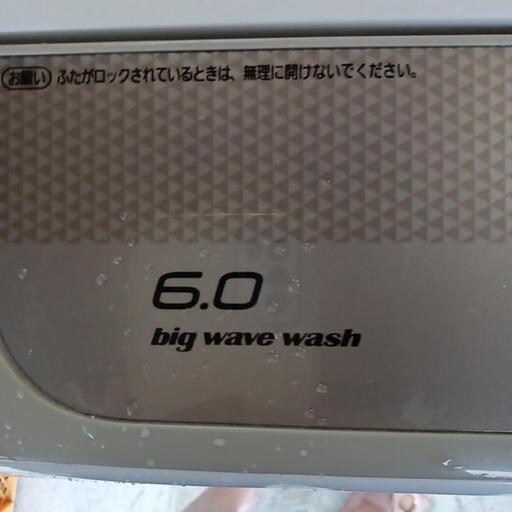 お願い ふたがロックされているときは、無理に開けないでください。
6.0
big wave wash